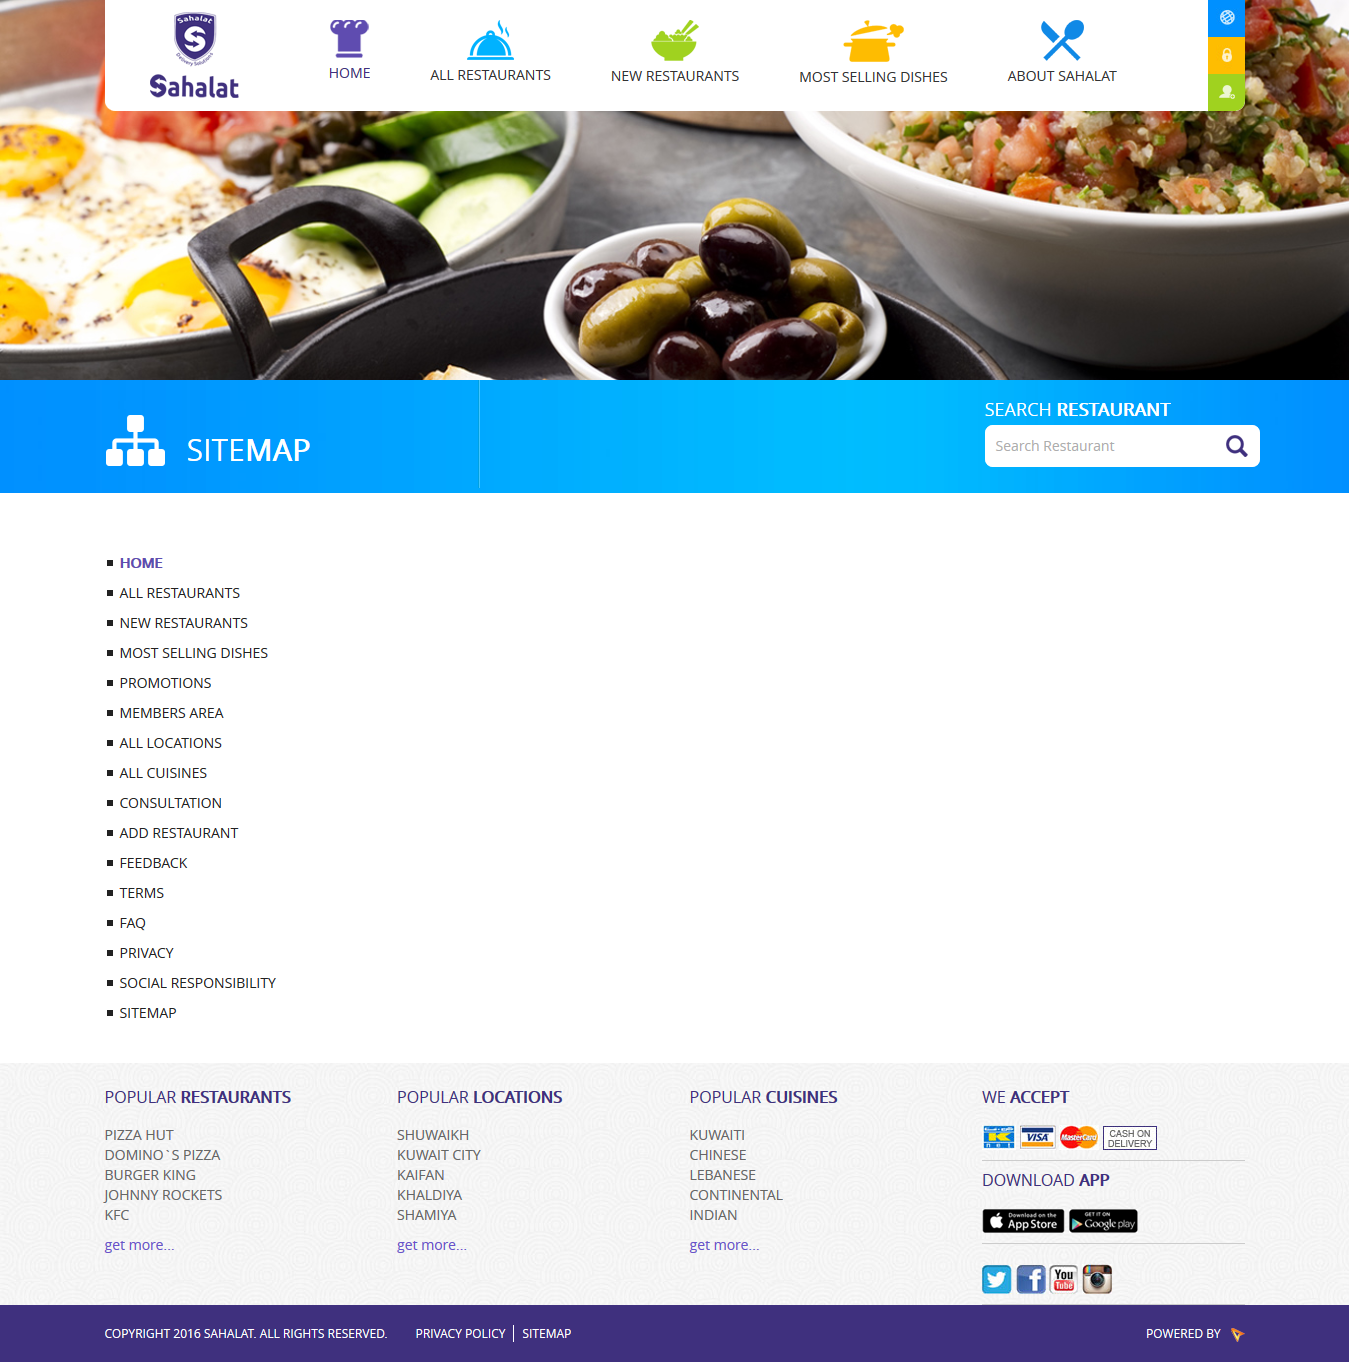 Sahalat
Delivery Solutions
Sahalat
HOME
ALL RESTAURANTS
NEW RESTAURANTS
MOST SELLING DISHES
ABOUT SAHALAT
SITEMAP
SEARCH RESTAURANT
Search Restaurant
HOME
ALL RESTAURANTS
NEW RESTAURANTS
MOST SELLING DISHES
PROMOTIONS
MEMBERS AREA
ALL LOCATIONS
ALL CUISINES
CONSULTATION
ADD RESTAURANT
FEEDBACK
TERMS
FAQ
PRIVACY
SOCIAL RESPONSIBILITY
SITEMAP
POPULAR RESTAURANTS
PIZZA HUT
DOMINO`S PIZZA
BURGER KING
JOHNNY ROCKETS
KFC
get more...
POPULAR LOCATIONS
SHUWAIKH
KUWAIT CITY
KAIFAN
KHALDIYA
SHAMIYA
get more...
POPULAR CUISINES
KUWAITI
CHINESE
LEBANESE
CONTINENTAL
INDIAN
get more...
WE ACCEPT
K net
VISA
MasterCard
CASH ON
DELIVERY
DOWNLOAD APP
Download on the
App Store
GET IT ON
Google play
You
Tube
COPYRIGHT 2016 SAHALAT. ALL RIGHTS RESERVED.
PRIVACY POLICY
SITEMAP
POWERED BY